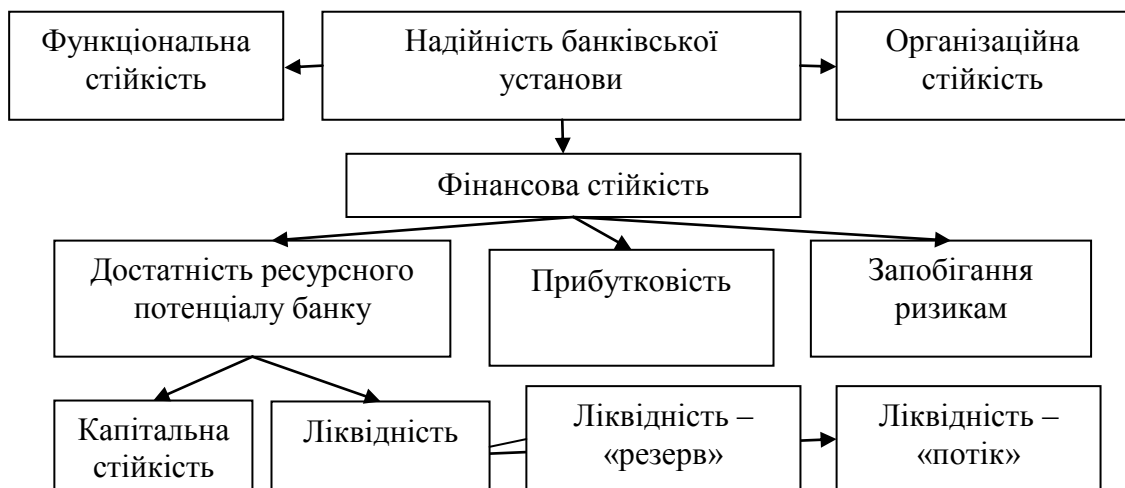 Функціональна
стійкість
Надійність банківської
установи
Організаційна
стійкість
Фінансова стійкість
Достатність ресурсного
потенціалу банку
Прибутковість
Запобігання
ризикам
Капітальна
стійкість
Ліквідність
Ліквідність –
«резерв»
Ліквідність –
«потік»